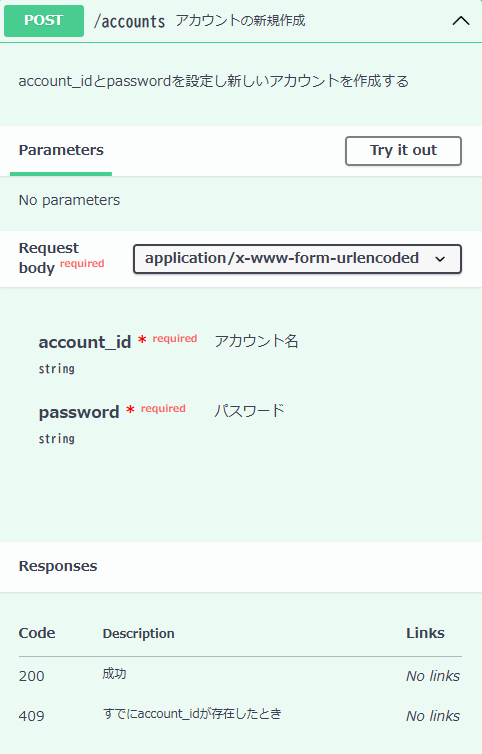 POST /accounts アカウントの新規作成
account_idとpasswordを設定し新しいアカウントを作成する
Parameters Try it out
No parameters
Request body required application/x-www-form-urlencoded
account_id * required アカウント名
string
password * required パスワード
string
Responses
Code Description Links
200 成功 No links
409 すでにaccount_idが存在したとき No links